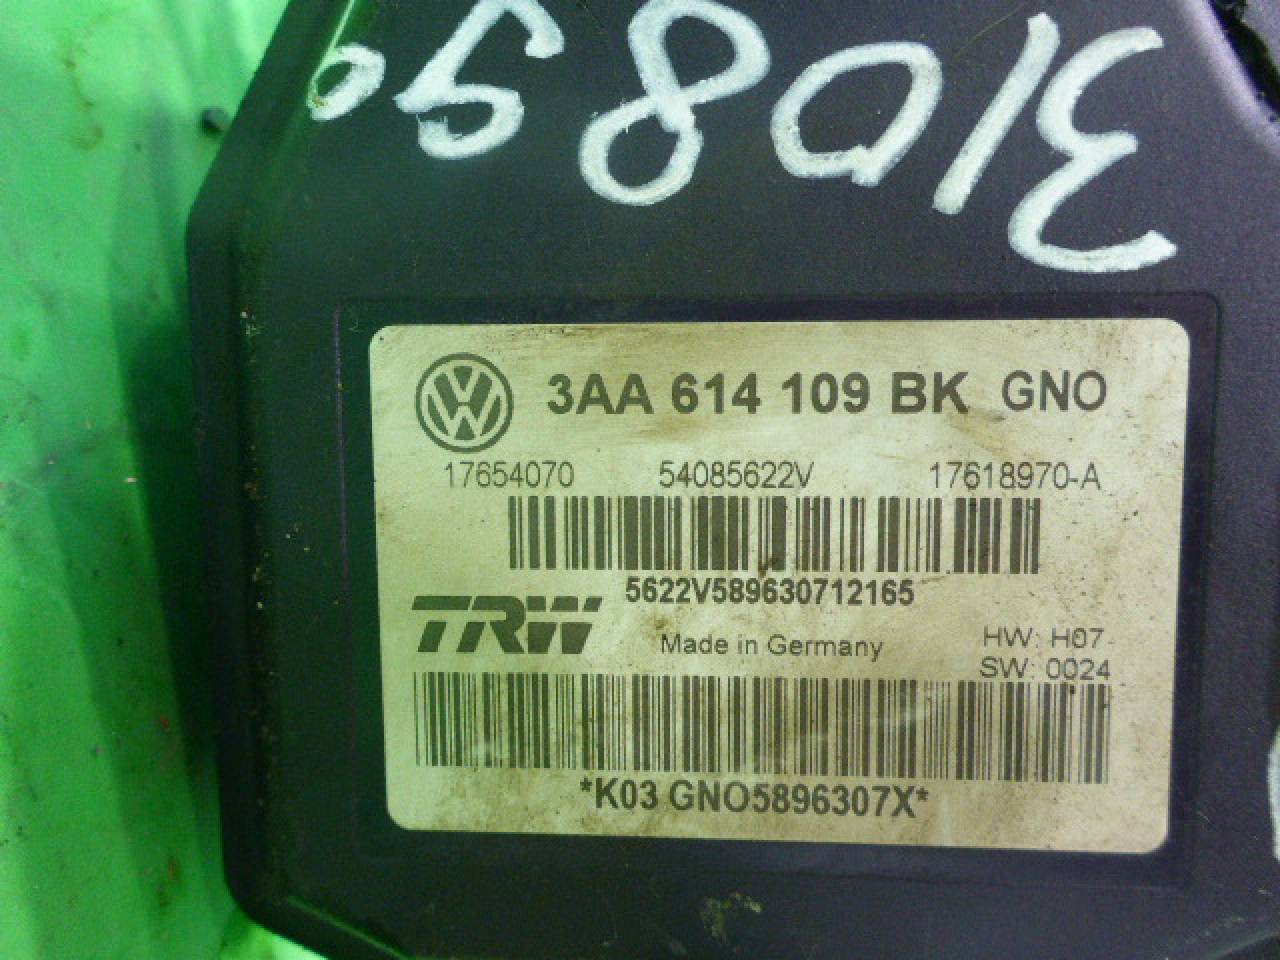 VW 3AA 614 109 BK GNO
17654070 54085622V 17618970-A
5622V589630712165
TRW Made in Germany HW: H07
SW: 0024
*K03 GNO5896307X*